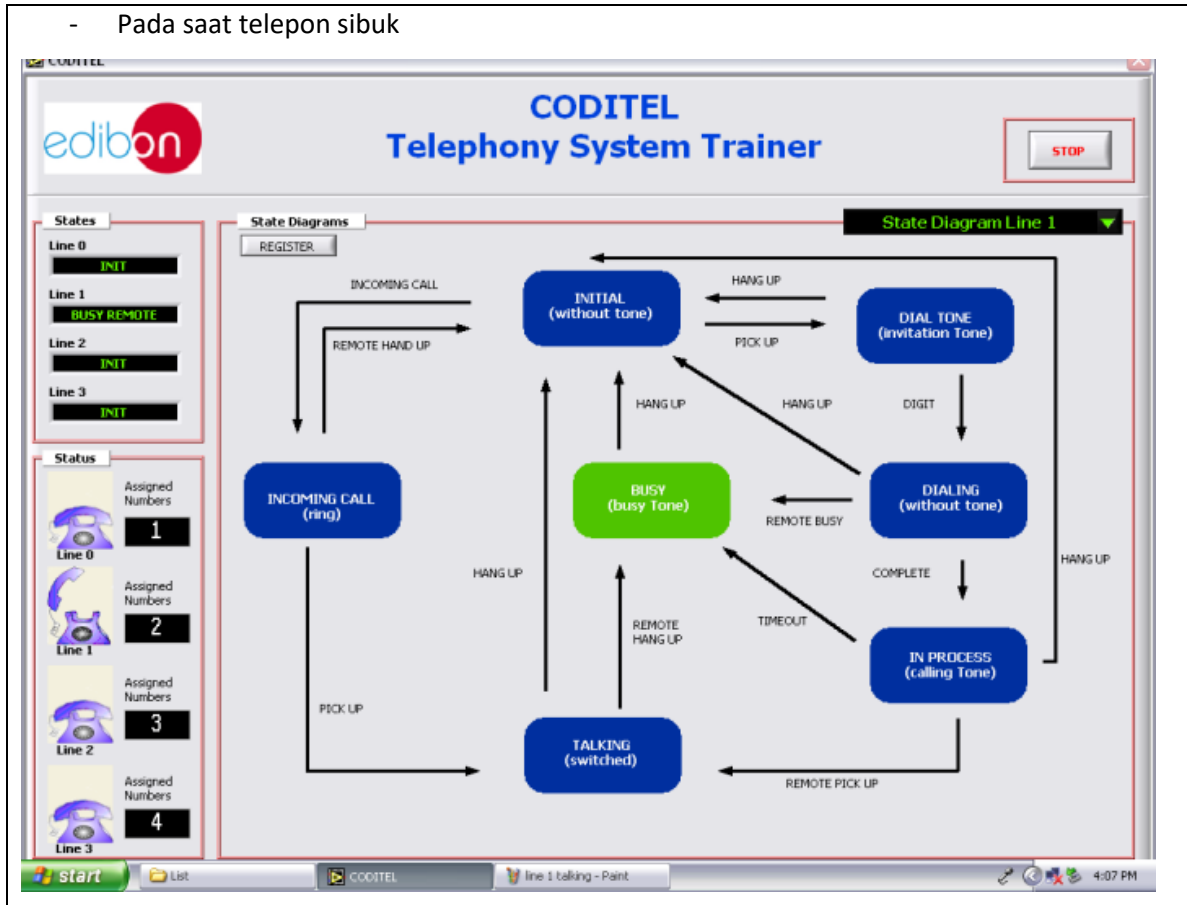 - Pada saat telepon sibuk
CODITEL
edibon
CODITEL
Telephony System Trainer
STOP
States
Line 0
INIT
Line 1
BUSY REMOTE
Line 2
INIT
Line 3
INIT
Status
Assigned
Numbers
1
Line 0
Assigned
Numbers
2
Line 1
Assigned
Numbers
3
Line 2
Assigned
Numbers
4
Line 3
State Diagrams
State Diagram Line 1
REGISTER
INCOMING CALL
INITIAL
(without tone)
HANG UP
DIAL TONE
(invitation Tone)
REMOTE HAND UP
PICK UP
HANG UP
HANG UP
DIGIT
INCOMING CALL
(ring)
BUSY
(busy Tone)
DIALING
(without tone)
REMOTE BUSY
HANG UP
HANG UP
COMPLETE
REMOTE
HANG UP
TIMEOUT
IN PROCESS
(calling Tone)
PICK UP
TALKING
(switched)
REMOTE PICK UP
start
List
CODITEL
line 1 talking - Paint
4:07 PM